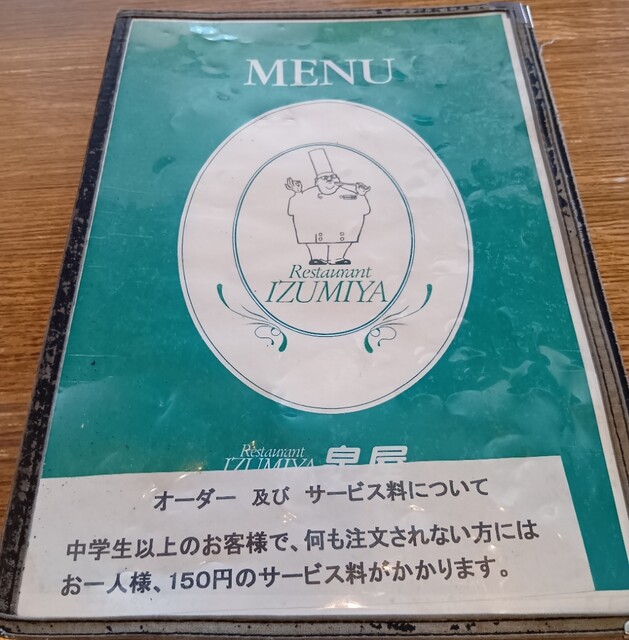 MENU
Restaurant
IZUMIYA
Restaurant
IZUMIYA 泉屋
オーダー 及び サービス料について
中学生以上のお客様で、何も注文されない方には
お一人様、150円のサービス料がかかります。